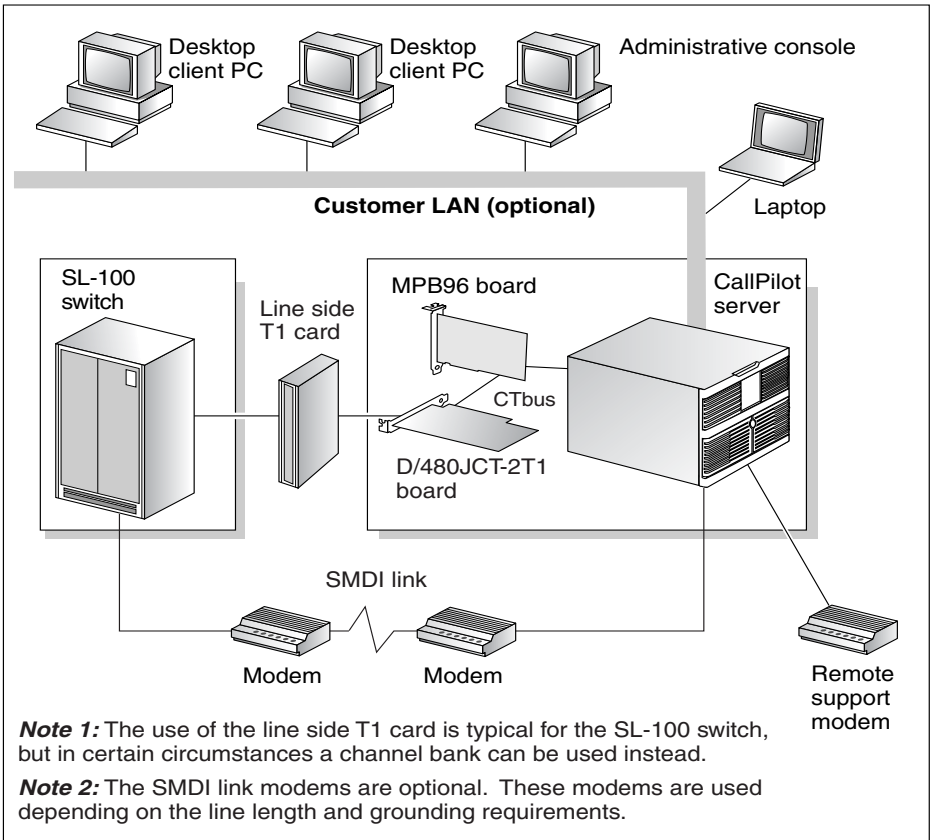 Desktop
client PC
Desktop
client PC
Administrative console
Laptop
Customer LAN (optional)
SL-100
switch
Line side
T1 card
MPB96 board
CallPilot
server
CTbus
D/480JCT-2T1
board
SMDI link
Modem
Modem
Remote
support
modem
Note 1: The use of the line side T1 card is typical for the SL-100 switch,
but in certain circumstances a channel bank can be used instead.
Note 2: The SMDI link modems are optional. These modems are used
depending on the line length and grounding requirements.